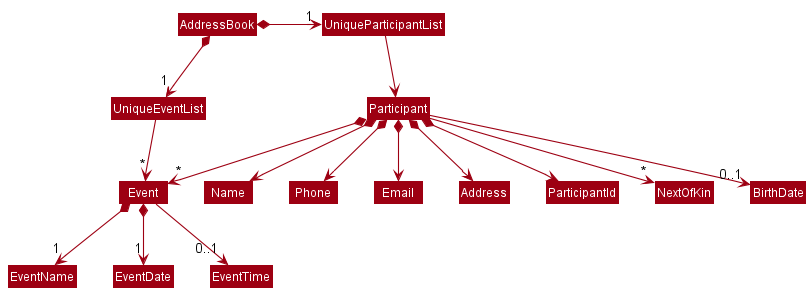 AddressBook 1 UniqueParticipantList
1
UniqueEventList Participant
* * * 0..1
Event Name Phone Email Address ParticipantId NextOfKin BirthDate
1 1 0..1
EventName EventDate EventTime